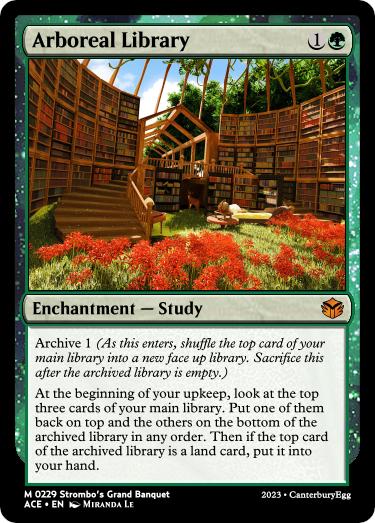 Arboreal Library 1
Enchantment — Study
Archive 1 (As this enters, shuffle the top card of your
main library into a new face up library. Sacrifice this
after the archived library is empty.)
At the beginning of your upkeep, look at the top
three cards of your main library. Put one of them
back on top and the others on the bottom of the
archived library in any order. Then if the top card
of the archived library is a land card, put it into
your hand.
M 0229 Strombo's Grand Banquet
ACE • EN Miranda Le
2023 • CanterburyEgg